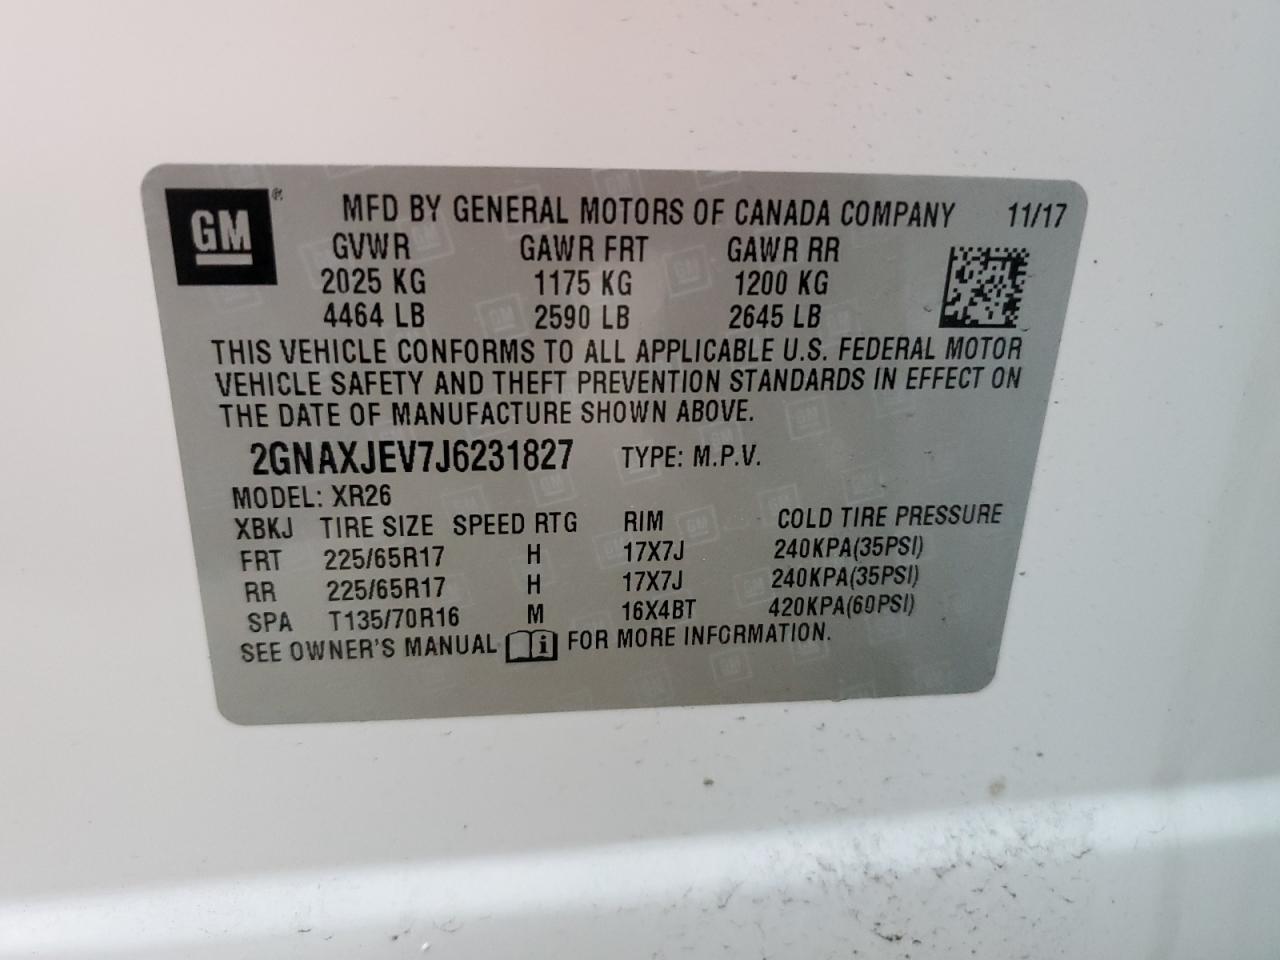 GM ®
MFD BY GENERAL MOTORS OF CANADA COMPANY 11/17
GVWR GAWR FRT GAWR RR
2025 KG 1175 KG 1200 KG
4464 LB 2590 LB 2645 LB
THIS VEHICLE CONFORMS TO ALL APPLICABLE U.S. FEDERAL MOTOR
VEHICLE SAFETY AND THEFT PREVENTION STANDARDS IN EFFECT ON
THE DATE OF MANUFACTURE SHOWN ABOVE.
2GNAXJEV7J6231827 TYPE: M.P.V.
MODEL: XR26
XBKJ TIRE SIZE SPEED RTG RIM COLD TIRE PRESSURE
FRT 225/65R17 H 17X7J 240KPA(35PSI)
RR 225/65R17 H 17X7J 240KPA(35PSI)
SPA T135/70R16 M 16X4BT 420KPA(60PSI)
SEE OWNER'S MANUAL i FOR MORE INFORMATION.